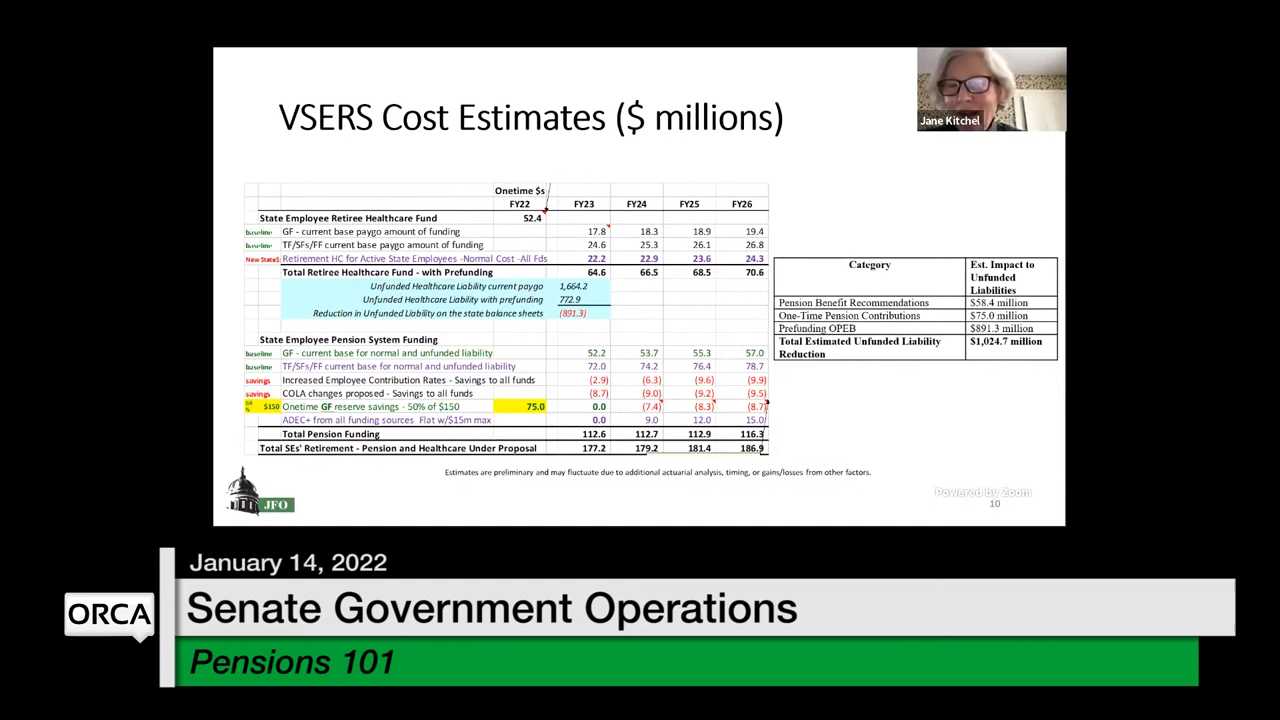 VSERS Cost Estimates ($ millions)
Jane Kitchel
Onetime $s
FY22 FY23 FY24 FY25 FY26
State Employee Retiree Healthcare Fund 52.4
baseline GF - current base paygo amount of funding 17.8 18.3 18.9 19.4
baseline TF/SFs/FF current base paygo amount of funding 24.6 25.3 26.1 26.8
New State$ Retirement HC for Active State Employees -Normal Cost -All Fds 22.2 22.9 23.6 24.3
Total Retiree Healthcare Fund - with Prefunding 64.6 66.5 68.5 70.6
Unfunded Healthcare Liability current paygo 1,664.2
Unfunded Healthcare Liability with prefunding 772.9
Reduction in Unfunded Liability on the state balance sheets (891.3)
State Employee Pension System Funding
baseline GF - current base for normal and unfunded liability 52.2 53.7 55.3 57.0
baseline TF/SFs/FF current base for normal and unfunded liability 72.0 74.2 76.4 78.7
savings Increased Employee Contribution Rates - Savings to all funds (2.9) (6.3) (9.6) (9.9)
savings COLA changes proposed - Savings to all funds (8.7) (9.0) (9.2) (9.5)
$150 Onetime GF reserve savings - 50% of $150 75.0 0.0 (7.4) (8.3) (8.7)
ADEC+ from all funding sources Flat w/$15m max 0.0 9.0 12.0 15.0
Total Pension Funding 112.6 112.7 112.9 116.3
Total SEs' Retirement - Pension and Healthcare Under Proposal 177.2 179.2 181.4 186.9
Category Est. Impact to
Unfunded
Liabilities
Pension Benefit Recommendations $58.4 million
One-Time Pension Contributions $75.0 million
Prefunding OPEB $891.3 million
Total Estimated Unfunded Liability $1,024.7 million
Reduction
Estimates are preliminary and may fluctuate due to additional actuarial analysis, timing, or gains/losses from other factors.
JFO
Powered by Zoom
10
January 14, 2022
ORCA
Senate Government Operations
Pensions 101